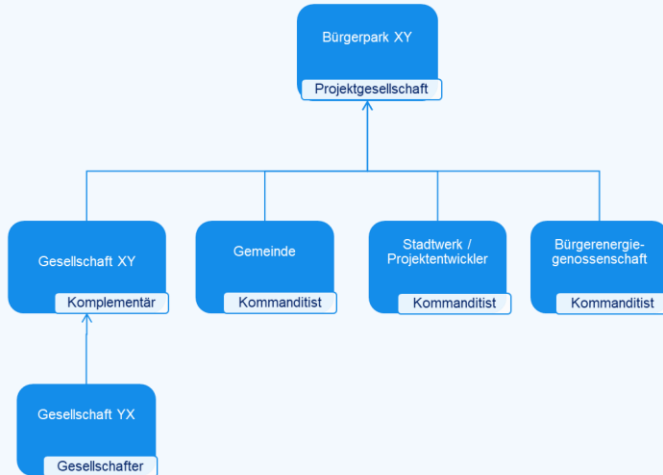 Bürgerpark XY
Projektgesellschaft
Gesellschaft XY
Komplementär
Gemeinde
Kommanditist
Stadtwerk /
Projektentwickler
Kommanditist
Bürgerenergie-
genossenschaft
Kommanditist
Gesellschaft YX
Gesellschafter